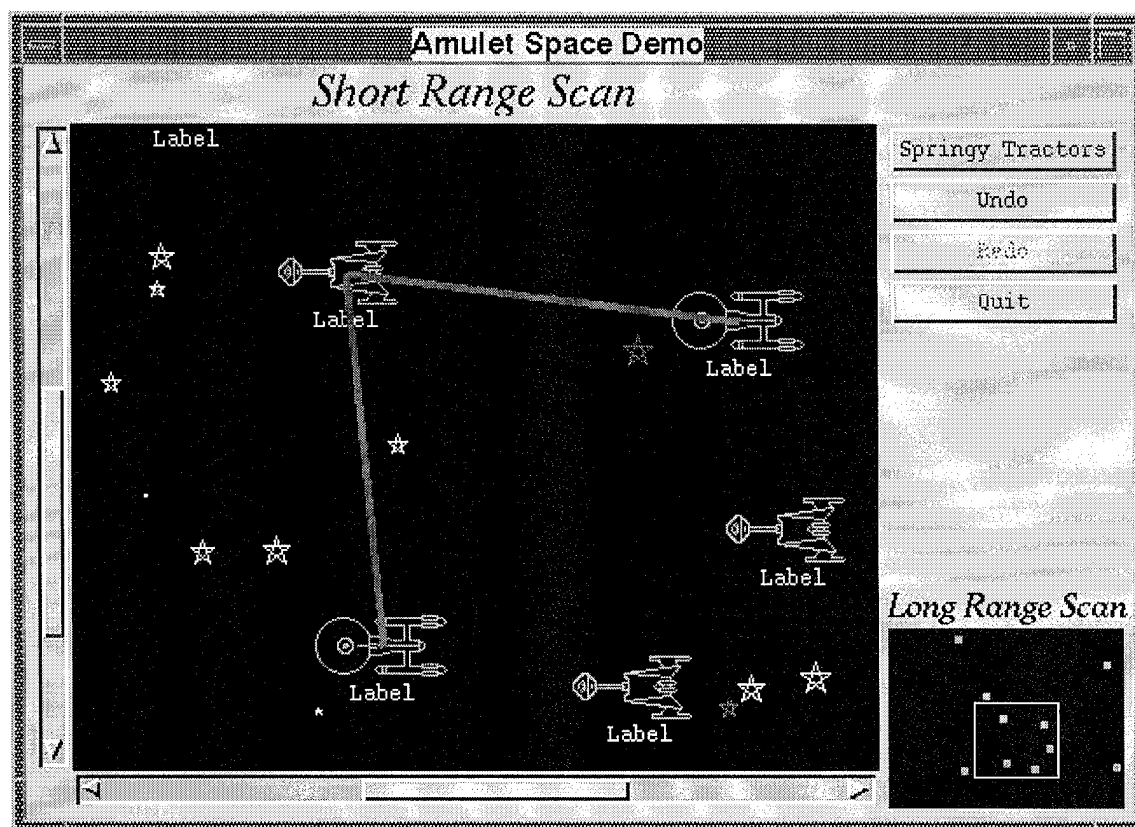 Amulet Space Demo
Short Range Scan
Label
Springy Tractors
Undo
Redo
Quit
Label
Label
Label
Long Range Scan
Label
Label